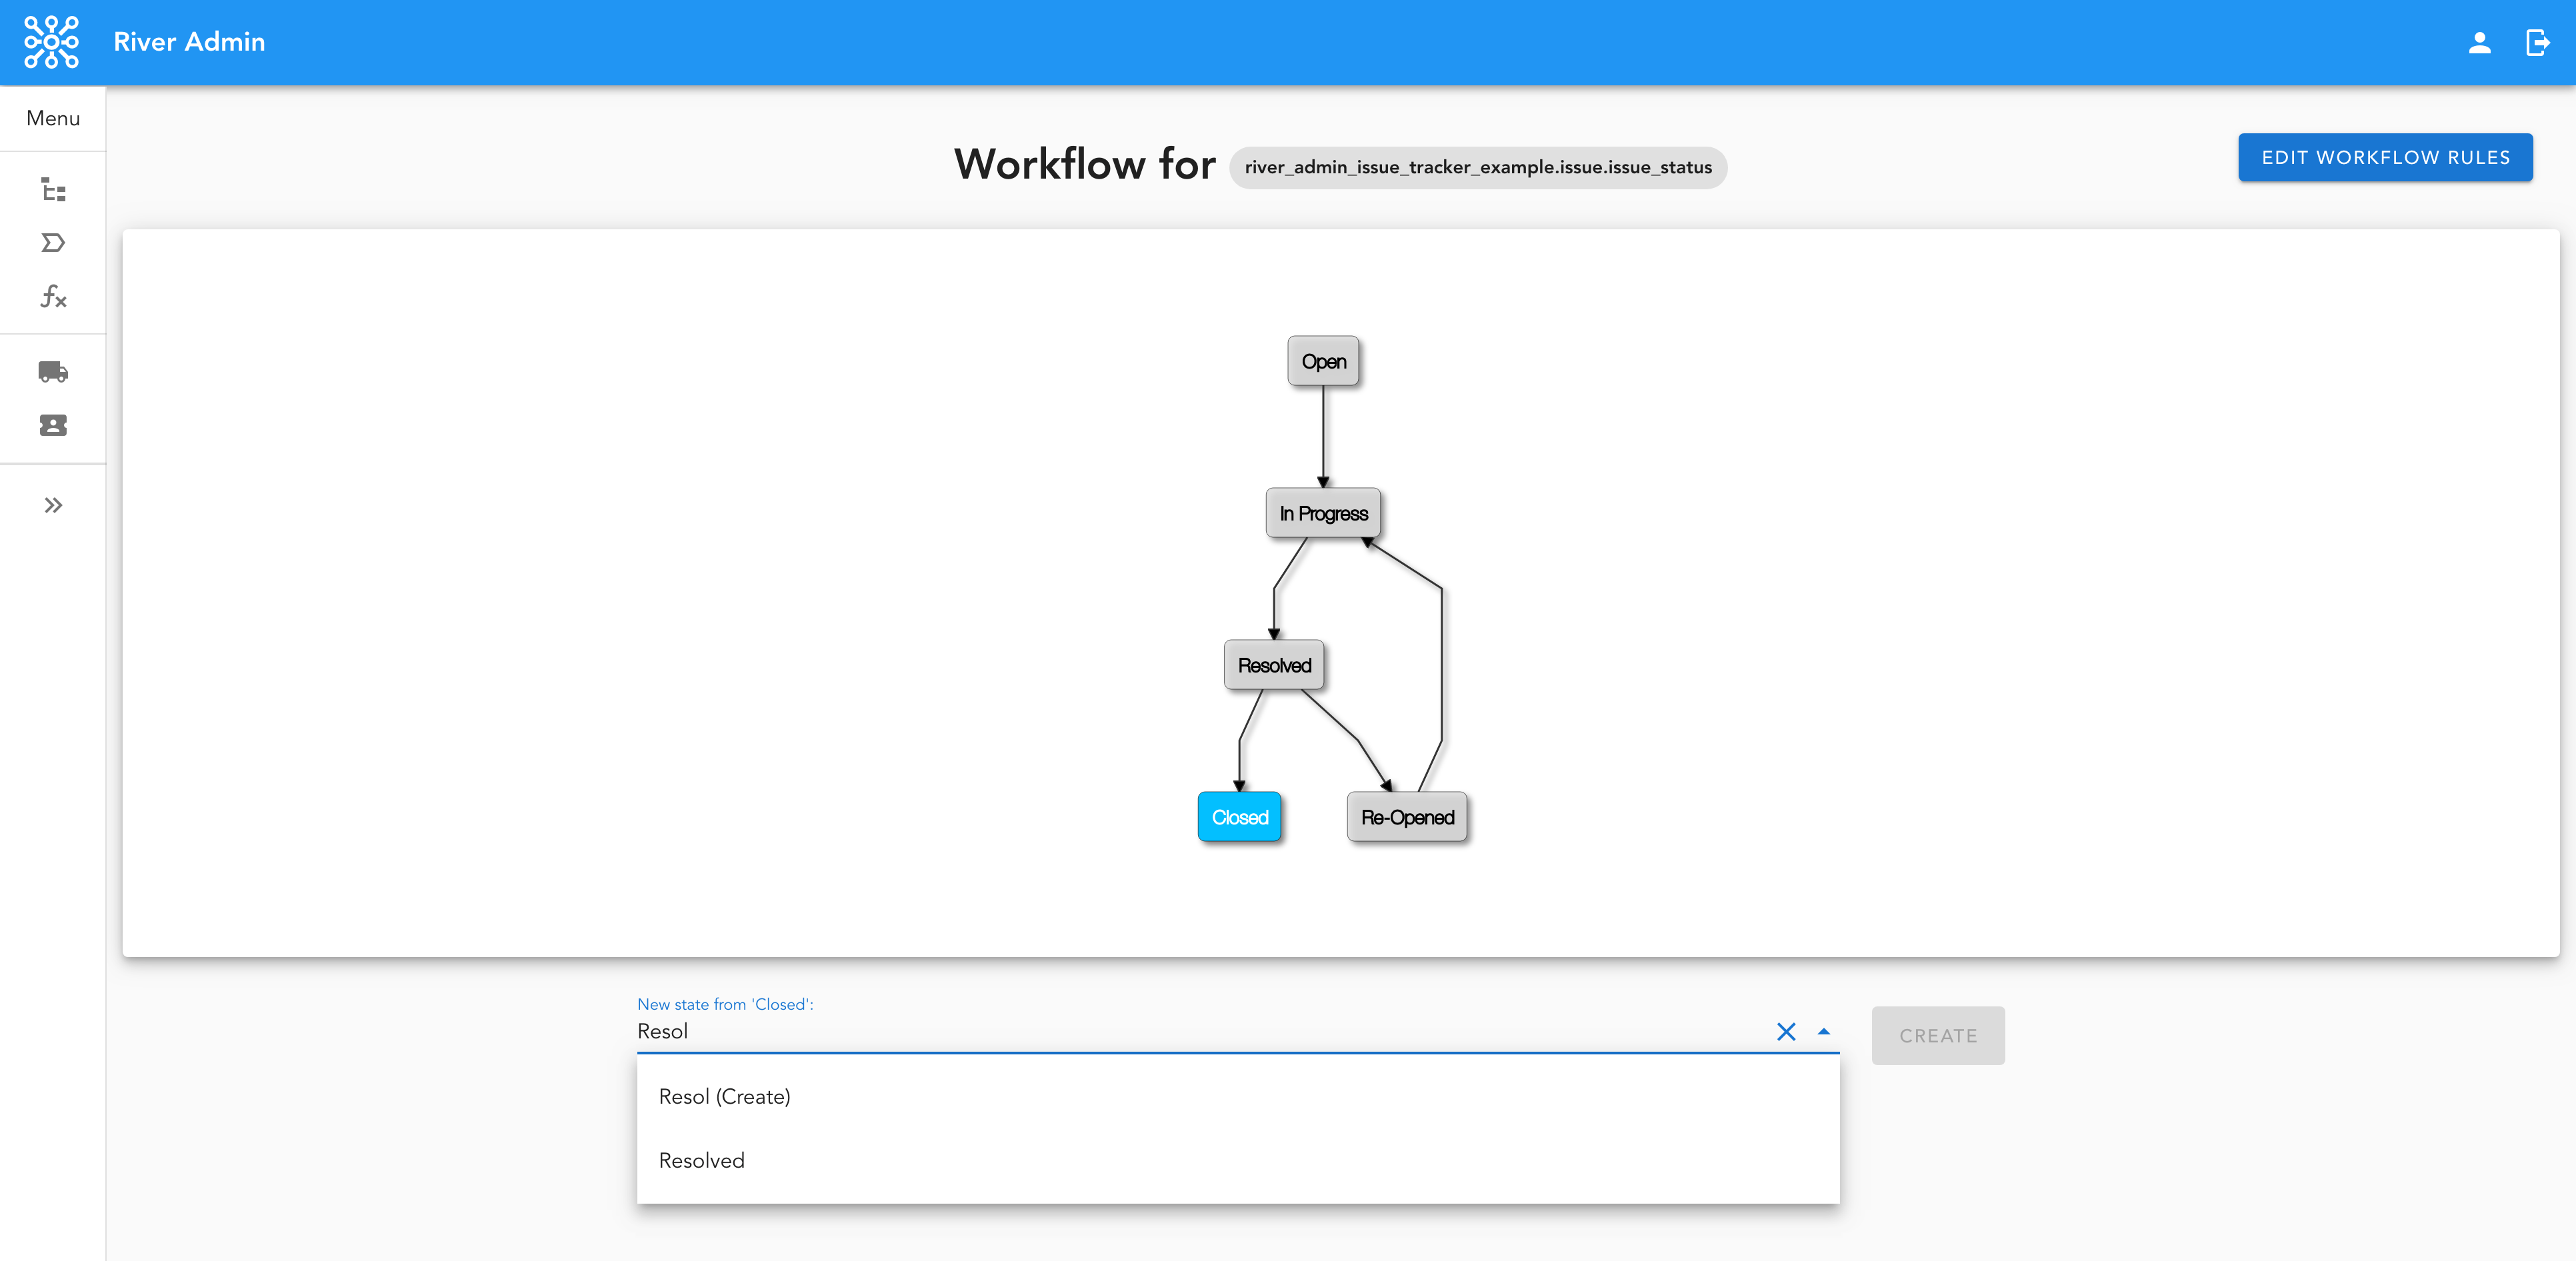 River Admin
Menu
Workflow for river_admin_issue_tracker_example.issue.issue_status
EDIT WORKFLOW RULES
Open
In Progress
Resolved
Closed
Re-Opened
New state from 'Closed':
Resol
CREATE
Resol (Create)
Resolved